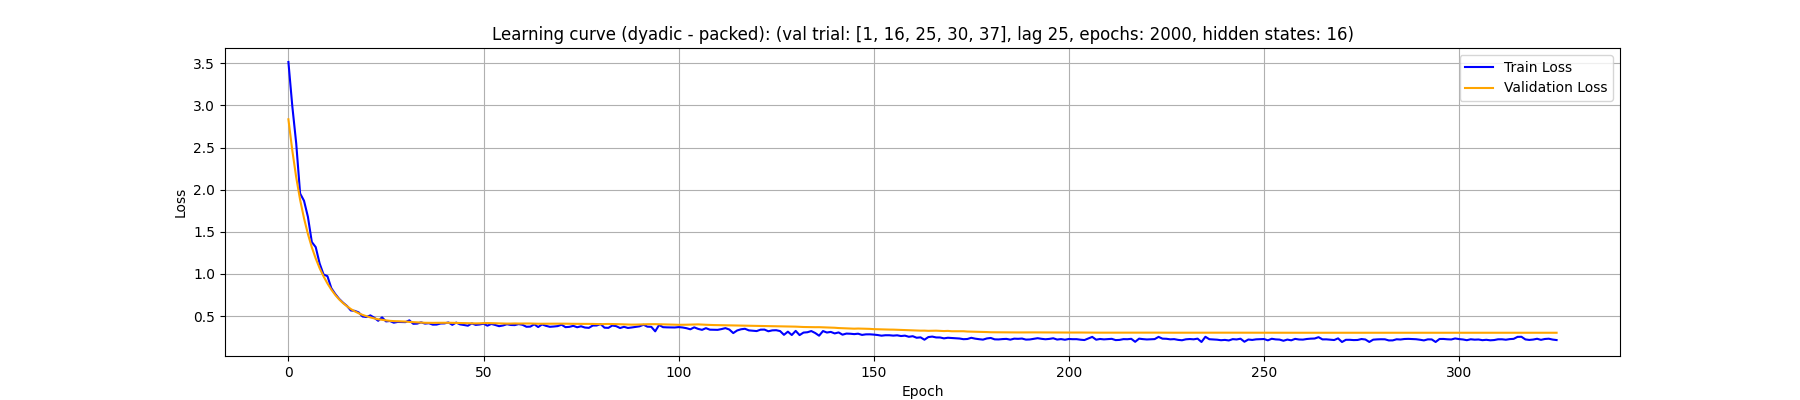 Learning curve (dyadic - packed): (val trial: [1, 16, 25, 30, 37], lag 25, epochs: 2000, hidden states: 16)
Train Loss
Validation Loss
3.5
3.0
2.5
2.0
1.5
1.0
0.5
Loss
0
50
100
150
200
250
300
Epoch